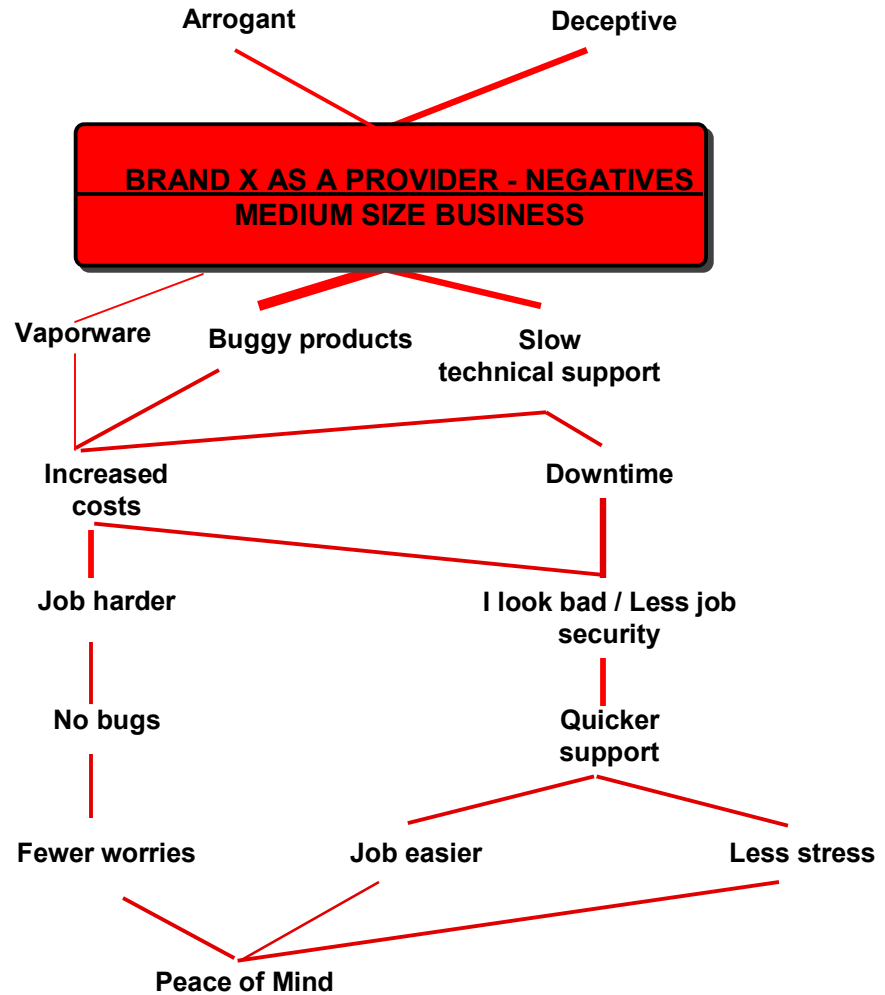 Arrogant
Deceptive
BRAND X AS A PROVIDER - NEGATIVES
MEDIUM SIZE BUSINESS
Vaporware
Buggy products
Slow
technical support
Increased
costs
Downtime
Job harder
I look bad / Less job
security
No bugs
Quicker
support
Fewer worries
Job easier
Less stress
Peace of Mind